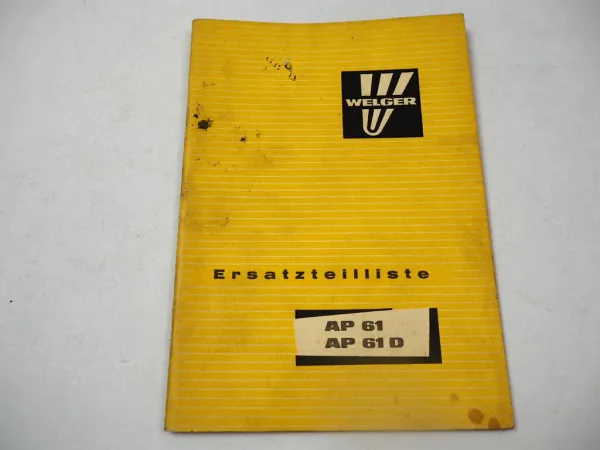 WELGER
Ersatzteilliste
AP 61
AP 61 D